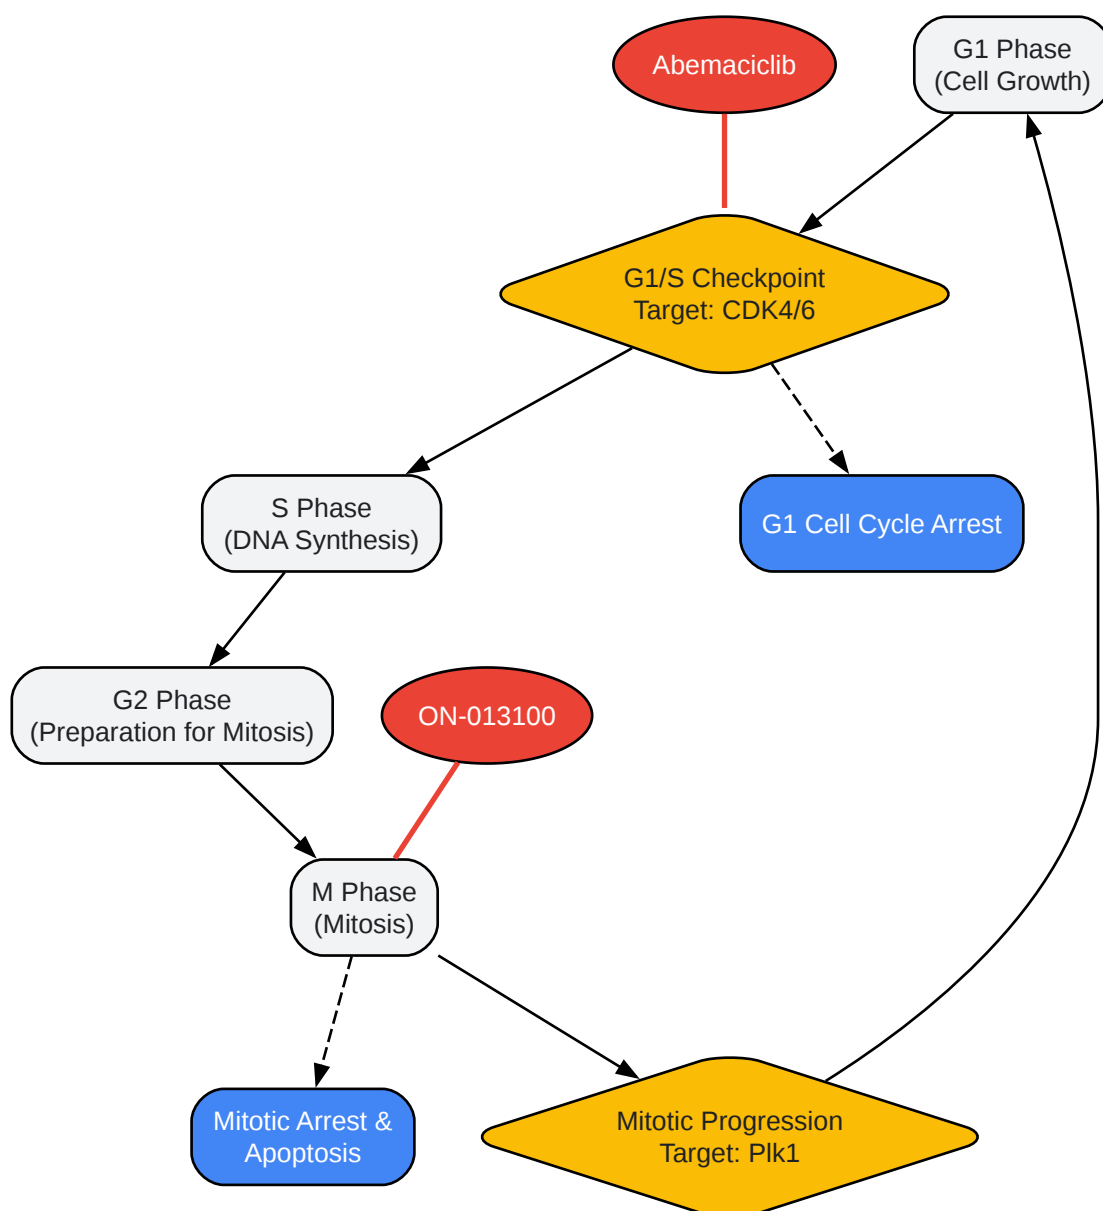 Abemaciclib
G1 Phase
(Cell Growth)
G1/S Checkpoint
Target: CDK4/6
S Phase
(DNA Synthesis)
G1 Cell Cycle Arrest
G2 Phase
(Preparation for Mitosis)
ON-013100
M Phase
(Mitosis)
Mitotic Arrest &
Apoptosis
Mitotic Progression
Target: Plk1